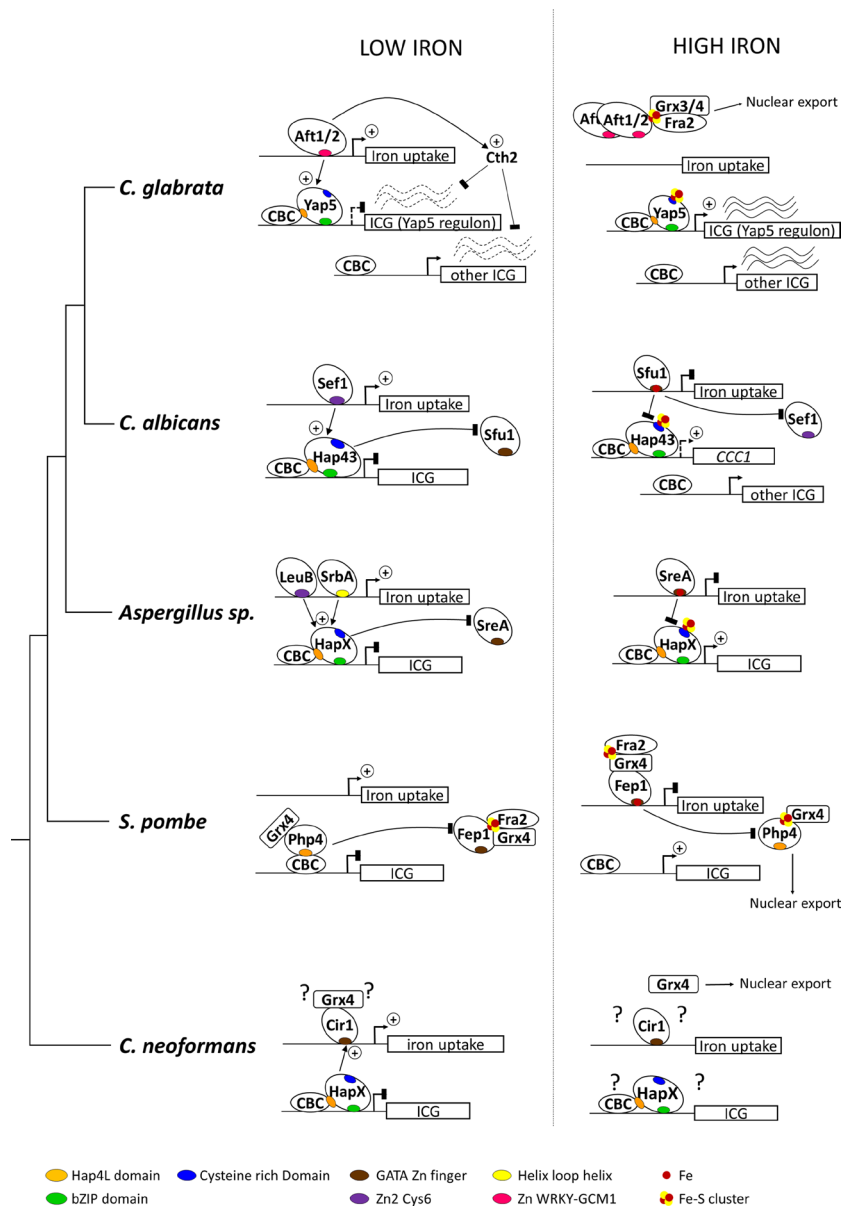 LOW IRON
HIGH IRON
C. glabrata
Aft1/2
+
Iron uptake
+
Cth2
+
CBC
Yap5
ICG (Yap5 regulon)
CBC
other ICG
Aft
Aft1/2
Grx3/4
Fra2
Nuclear export
Iron uptake
CBC
Yap5
+
ICG (Yap5 regulon)
CBC
other ICG
C. albicans
Sef1
+
Iron uptake
+
CBC
Hap43
ICG
Sfu1
Sfu1
Iron uptake
Sef1
CBC
Hap43
+
CCC1
CBC
other ICG
Aspergillus sp.
LeuB
SrbA
+
Iron uptake
+
CBC
HapX
ICG
SreA
SreA
Iron uptake
CBC
HapX
+
ICG
S. pombe
+
Iron uptake
Grx4
Php4
CBC
ICG
Fep1
Fra2
Grx4
Fra2
Grx4
Fep1
Iron uptake
Grx4
Php4
CBC
+
ICG
Nuclear export
C. neoformans
? Grx4 ?
Cir1
+
iron uptake
+
CBC
HapX
ICG
Grx4
Nuclear export
? Cir1 ?
Iron uptake
? ?
CBC
HapX
ICG
Hap4L domain
Cysteine rich Domain
GATA Zn finger
Helix loop helix
Fe
bZIP domain
Zn2 Cys6
Zn WRKY-GCM1
Fe-S cluster